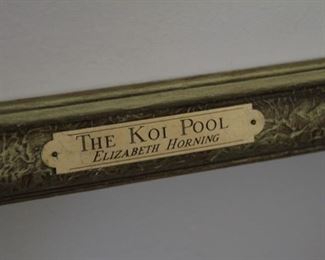 The Koi Pool
Elizabeth Horning